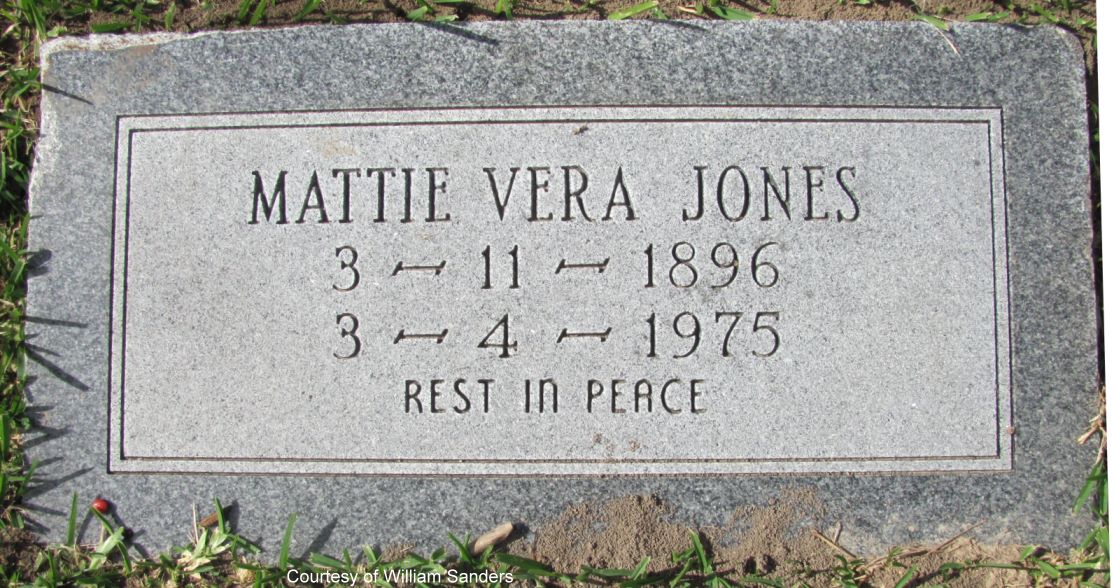 MATTIE VERA JONES
3 - 11 - 1896
3 - 4 - 1975
REST IN PEACE
Courtesy of William Sanders